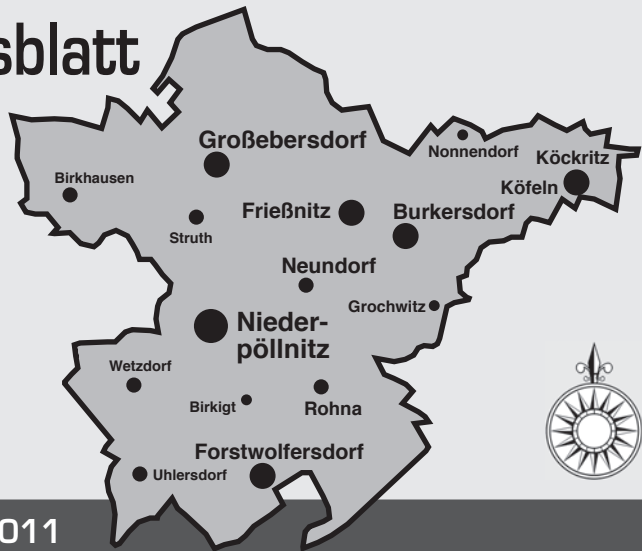 sblatt
Großebersdorf
Nonnendorf
Köckritz
Köfeln
Birkhausen
Frießnitz
Burkersdorf
Struth
Neundorf
Grochwitz
Nieder-
pöllnitz
Wetzdorf
Birkigt
Rohna
Forstwolfersdorf
Uhlersdorf
011